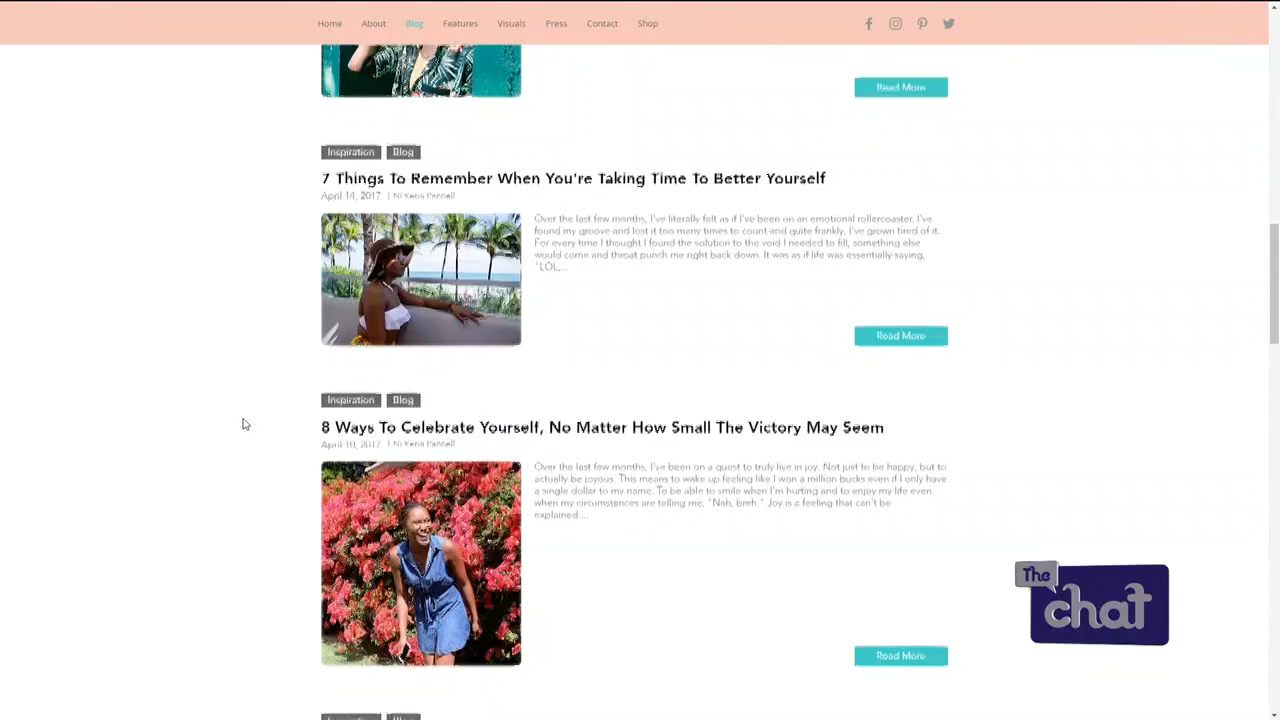 Home About Blog Features Visuals Press Contact Shop
Read More
Inspiration Blog
7 Things To Remember When You're Taking Time To Better Yourself
April 14, 2017 | Ni'Kesia Pannell
Over the last few months, I've literally felt as if I've been on an emotional rollercoaster. I've
found my groove and lost it too many times to count and quite frankly, I've grown tired of it.
For every time I thought I found the solution to the void I needed to fill, something else
would come and throat punch me right back down. It was as if life was essentially saying,
"LOL,...
Read More
Inspiration Blog
8 Ways To Celebrate Yourself, No Matter How Small The Victory May Seem
April 10, 2017 | Ni'Kesia Pannell
Over the last few months, I've been on a quest to truly live in joy. Not just to be happy, but to
actually be joyous. This means to wake up feeling like I won a million bucks even if I only have
a single dollar to my name. To be able to smile when I'm hurting and to enjoy my life even
when my circumstances are telling me, "Nah, breh." Joy is a feeling that can't be
explained....
The
chat
Read More
Blog